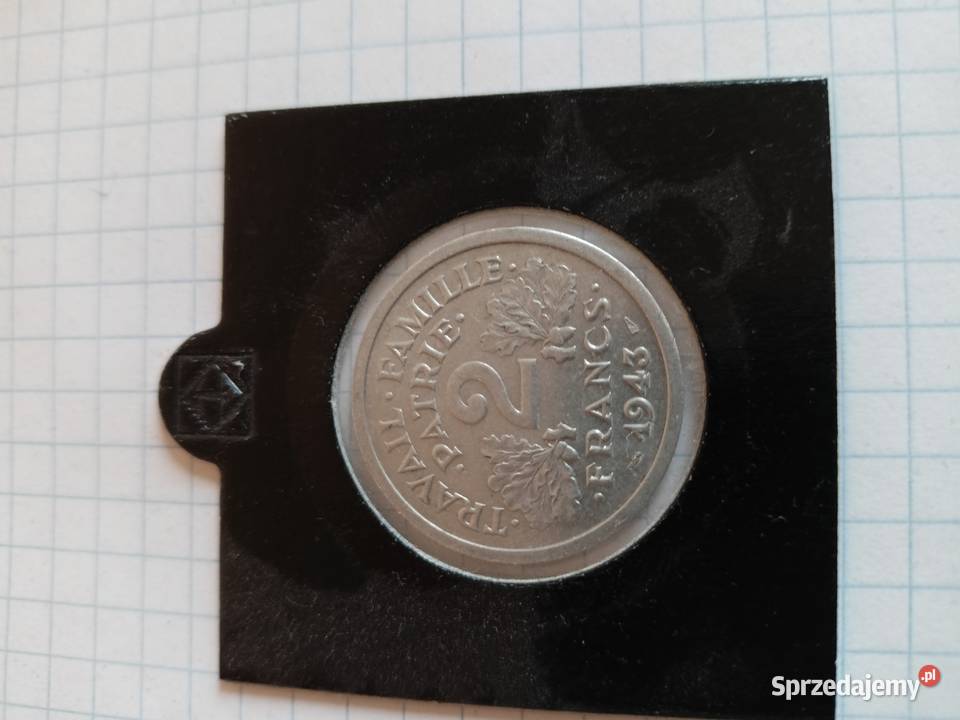 · TRAVAIL · FAMILLE ·
· PATRIE ·
2
· FRANCS ·
1943
Sprzedajemy.pl